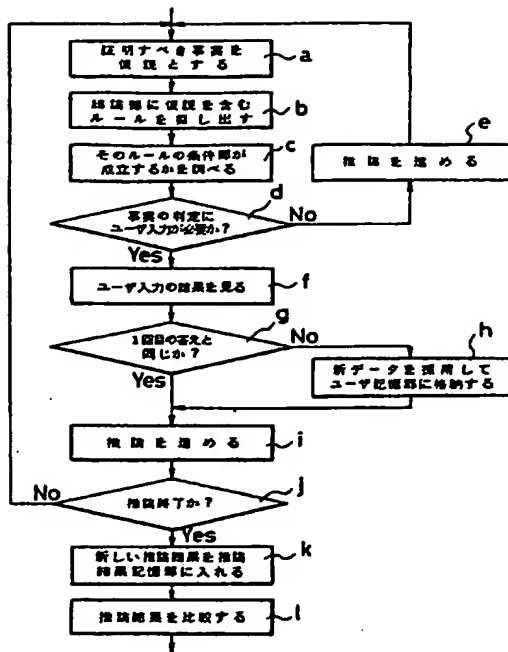 証明すべき事実を
仮説とする
a
結論部に仮説を含む
ルールを探し出す
b
そのルールの条件部が
成立するかを調べる
c
事実の判定に
ユーザ入力が必要か?
d
No
推論を進める
e
Yes
ユーザ入力の結果を見る
f
1回目の答えと
同じか?
g
No
新データを採用して
ユーザ記憶部に格納する
h
Yes
推論を進める
i
推論終了か?
j
No
Yes
新しい推論結果を推論
結果記憶部に入れる
k
推論結果を比較する
l